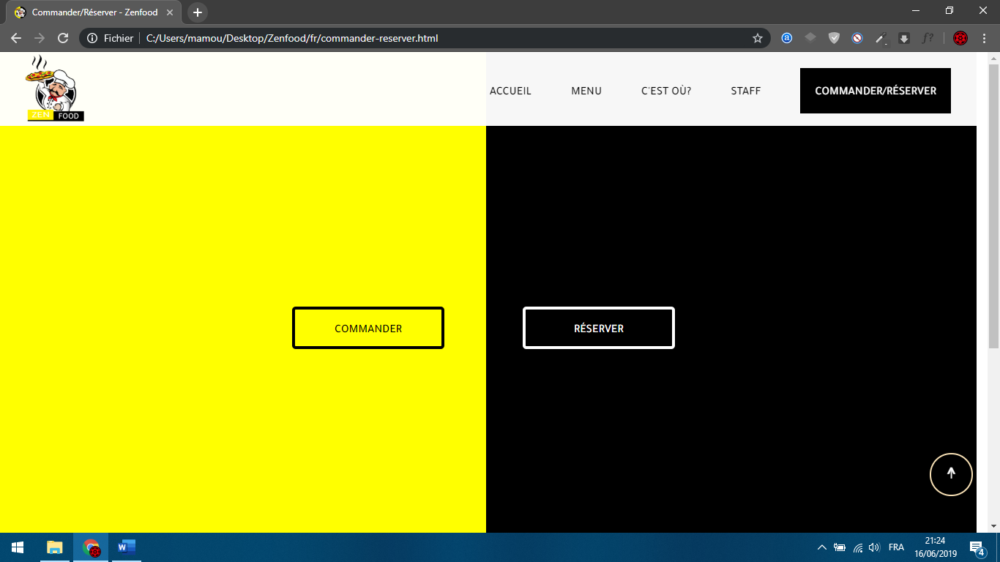 Commander/Réserver - Zenfood
Fichier
C:/Users/mamou/Desktop/Zenfood/fr/commander-reserver.html
ZEN FOOD
ACCUEIL
MENU
C'EST OÙ?
STAFF
COMMANDER/RÉSERVER
COMMANDER
RÉSERVER
FRA
21:24
16/06/2019
4